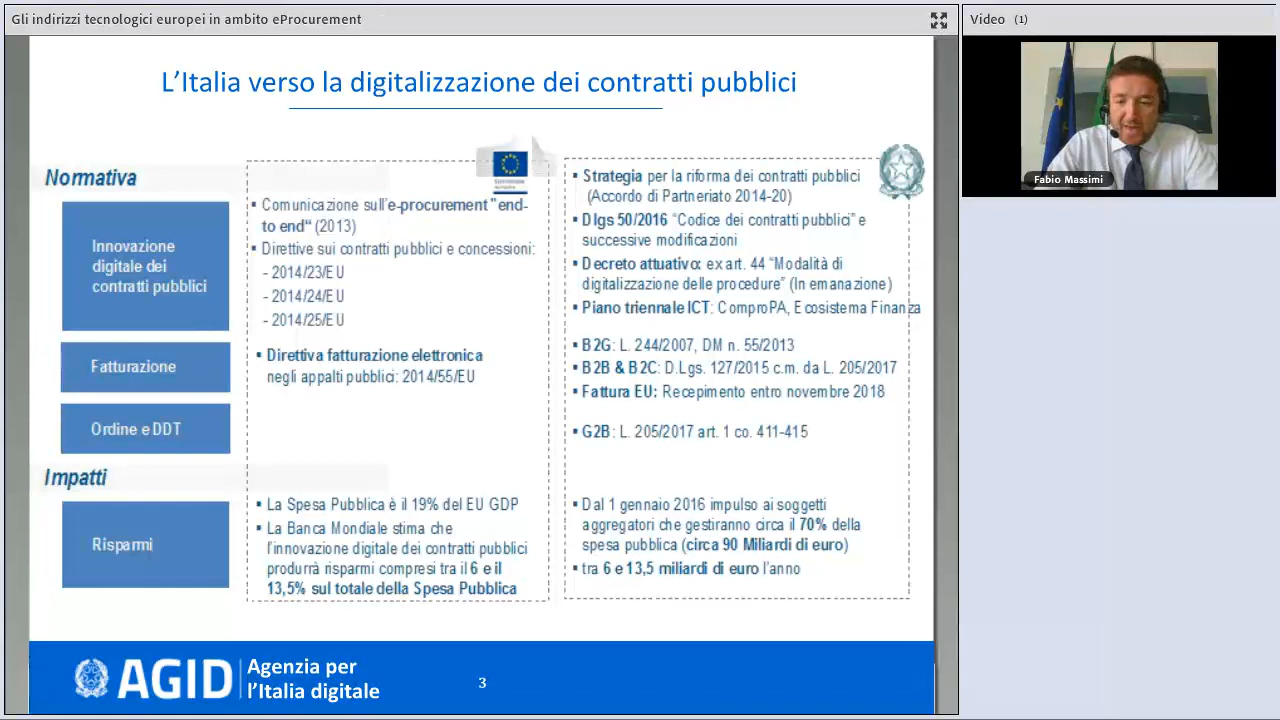 Gli indirizzi tecnologici europei in ambito eProcurement
Video (1)
Fabio Massimi
L'Italia verso la digitalizzazione dei contratti pubblici
Normativa
Innovazione
digitale dei
contratti pubblici
▪ Comunicazione sull'e-procurement "end-
to end“ (2013)
▪ Direttive sui contratti pubblici e concessioni:
- 2014/23/EU
- 2014/24/EU
- 2014/25/EU
▪ Strategia per la riforma dei contratti pubblici
(Accordo di Partneriato 2014-20)
▪ Dlgs 50/2016 “Codice dei contratti pubblici” e
successive modificazioni
▪ Decreto attuativo: ex art. 44 “Modalità di
digitalizzazione delle procedure” (In emanazione)
▪ Piano triennale ICT: ComproPA, Ecosistema Finanza
Fatturazione
▪ Direttiva fatturazione elettronica
negli appalti pubblici: 2014/55/EU
▪ B2G: L. 244/2007, DM n. 55/2013
▪ B2B & B2C: D.Lgs. 127/2015 c.m. da L. 205/2017
▪ Fattura EU: Recepimento entro novembre 2018
Ordine e DDT
▪ G2B: L. 205/2017 art. 1 co. 411-415
Impatti
Risparmi
▪ La Spesa Pubblica è il 19% del EU GDP
▪ La Banca Mondiale stima che
l'innovazione digitale dei contratti pubblici
produrrà risparmi compresi tra il 6 e il
13,5% sul totale della Spesa Pubblica
▪ Dal 1 gennaio 2016 impulso ai soggetti
aggregatori che gestiranno circa il 70% della
spesa pubblica (circa 90 Miliardi di euro)
▪ tra 6 e 13,5 miliardi di euro l'anno
AGID
Agenzia per
l'Italia digitale
3